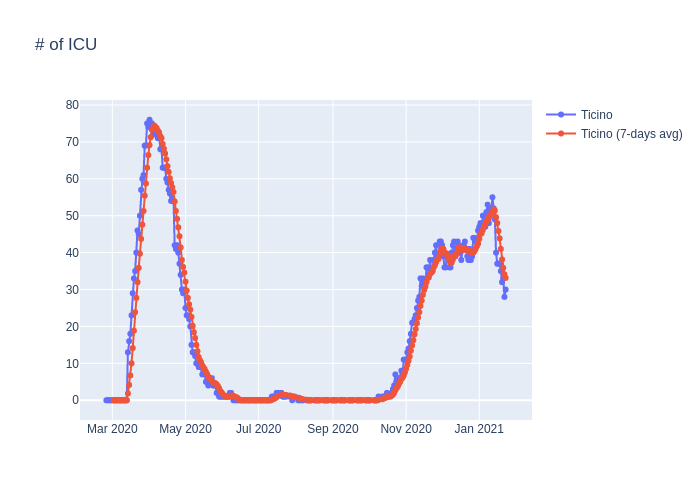 # of ICU
80
70
60
50
40
30
20
10
0
Mar 2020
May 2020
Jul 2020
Sep 2020
Nov 2020
Jan 2021
Ticino
Ticino (7-days avg)